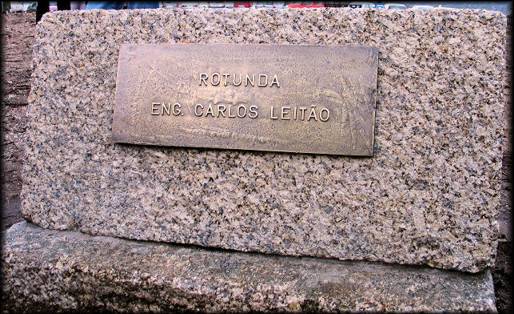 ROTUNDA
ENG. CARLOS LEITÃO